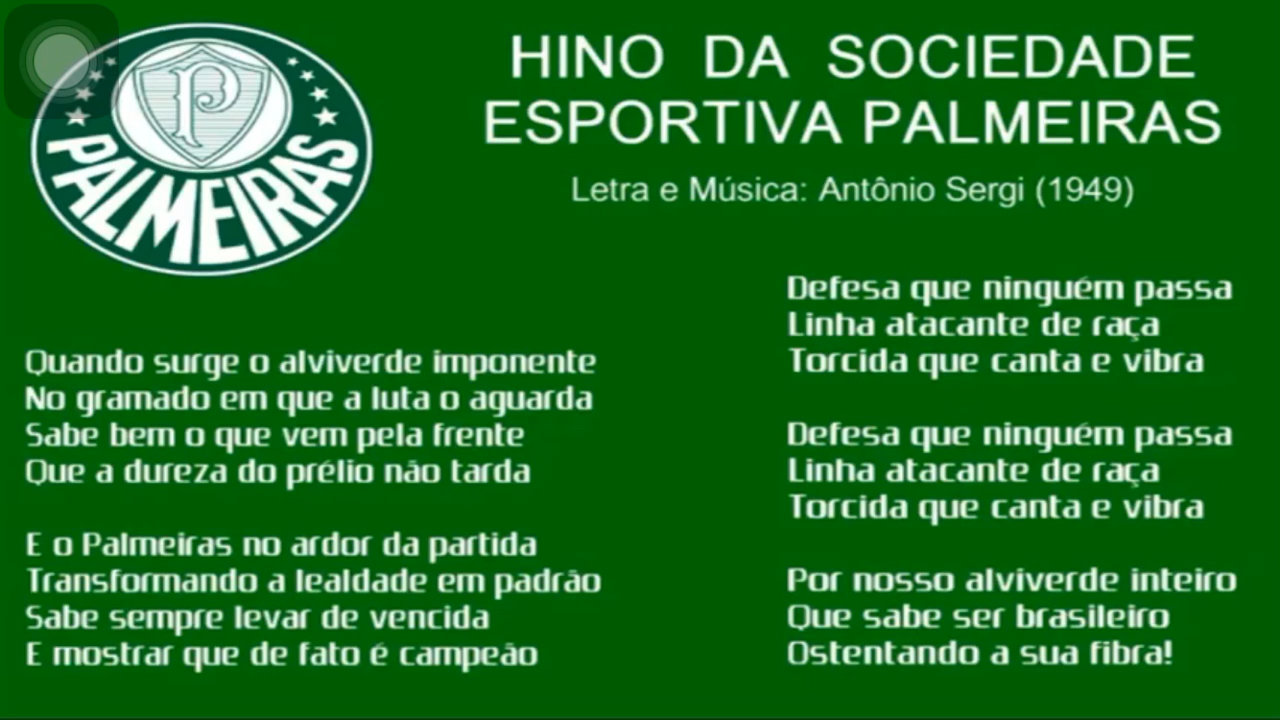 P
PALMEIRAS
HINO DA SOCIEDADE
ESPORTIVA PALMEIRAS
Letra e Música: Antônio Sergi (1949)
Quando surge o alviverde imponente
No gramado em que a luta o aguarda
Sabe bem o que vem pela frente
Que a dureza do prélio não tarda
E o Palmeiras no ardor da partida
Transformando a lealdade em padrão
Sabe sempre levar de vencida
E mostrar que de fato é campeão
Defesa que ninguém passa
Linha atacante de raça
Torcida que canta e vibra
Defesa que ninguém passa
Linha atacante de raça
Torcida que canta e vibra
Por nosso alviverde inteiro
Que sabe ser brasileiro
Ostentando a sua fibra!